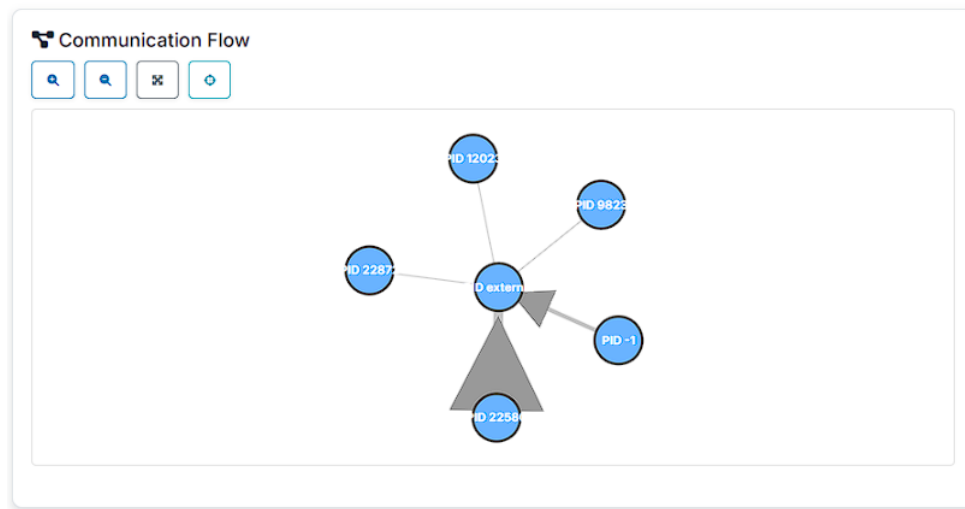 Communication Flow
PID 12023
PID 9823
PID 2287
D extern
PID -1
PID 2258